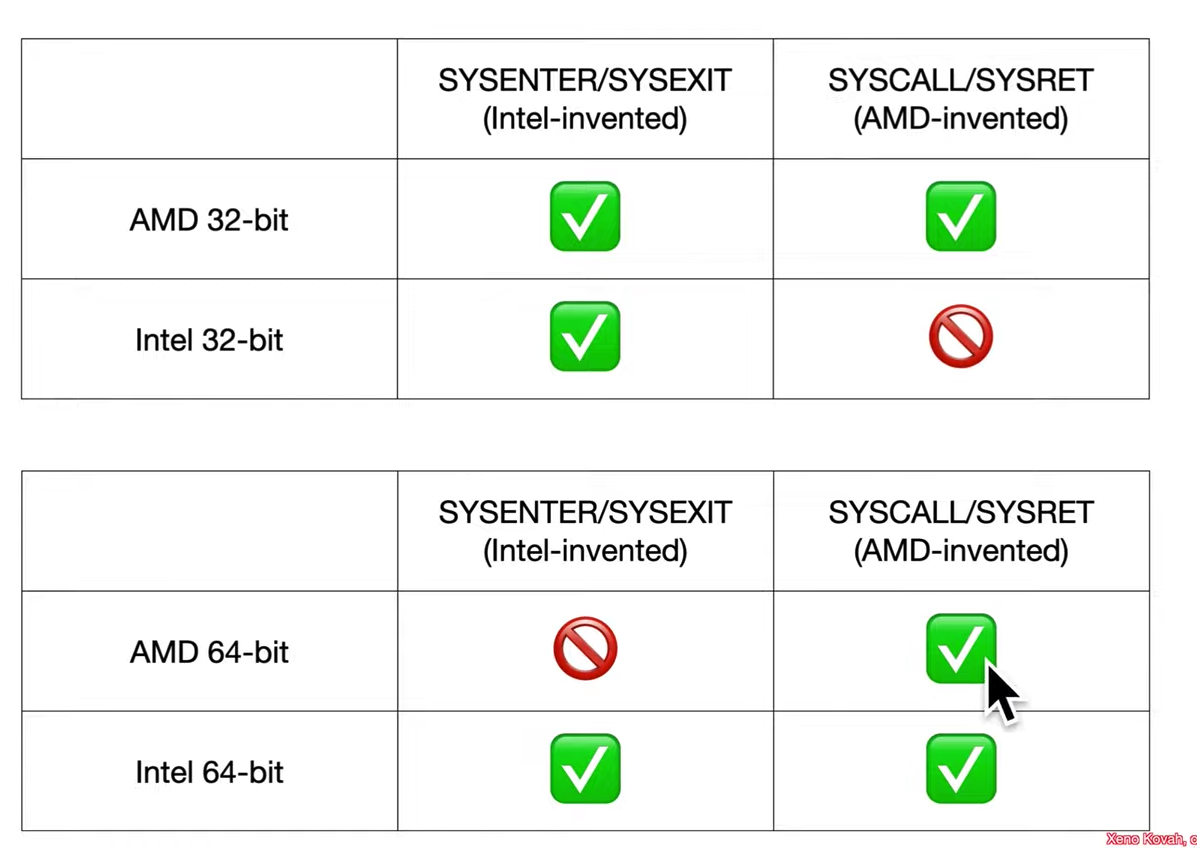 SYSENTER/SYSEXIT
(Intel-invented)
SYSCALL/SYSRET
(AMD-invented)
AMD 32-bit
Intel 32-bit
SYSENTER/SYSEXIT
(Intel-invented)
SYSCALL/SYSRET
(AMD-invented)
AMD 64-bit
Intel 64-bit
Xeno Kovah,